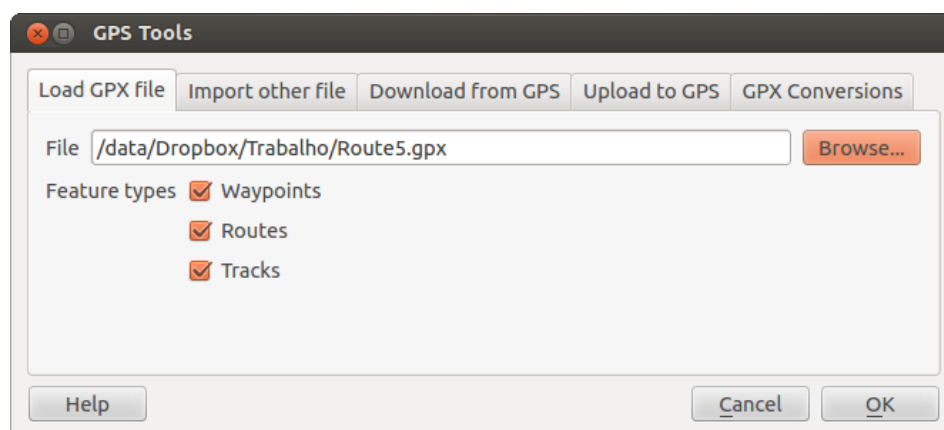 GPS Tools
Load GPX file Import other file Download from GPS Upload to GPS GPX Conversions
File /data/Dropbox/Trabalho/Route5.gpx Browse...
Feature types Waypoints
Routes
Tracks
Help Cancel OK